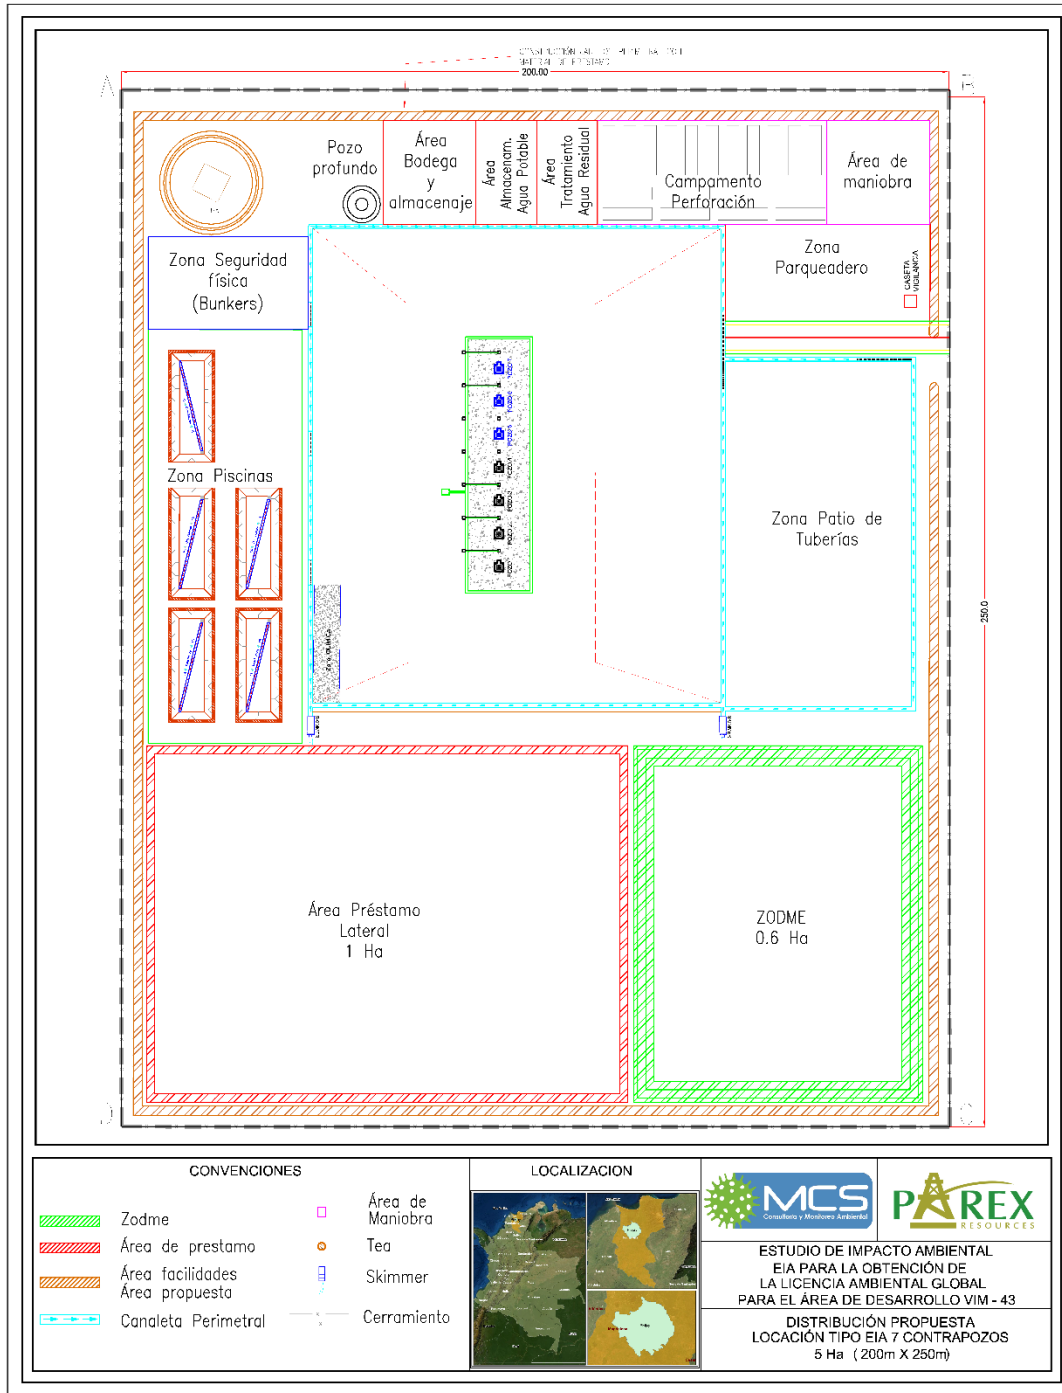 200.00
A
B
Pozo
profundo
Área
Bodega
y
almacenaje
Área
Almacenam.
Agua Potable
Área
Tratamiento
Agua Residual
Campamento
Perforación
Área de
maniobra
Zona Seguridad
física
(Bunkers)
Zona
Parqueadero
CASETA
VIGILANCIA
Zona Piscinas
Zona Patio de
Tuberías
250.0
Área Préstamo
Lateral
1 Ha
ZODME
0.6 Ha
D
C
CONVENCIONES
Zodme
Área de prestamo
Área facilidades
Área propuesta
Canaleta Perimetral
Área de
Maniobra
Tea
Skimmer
Cerramiento
LOCALIZACION
MCS
Consultoría y Monitoreo Ambiental
PAREX
RESOURCES
ESTUDIO DE IMPACTO AMBIENTAL
EIA PARA LA OBTENCIÓN DE
LA LICENCIA AMBIENTAL GLOBAL
PARA EL ÁREA DE DESARROLLO VIM - 43
DISTRIBUCIÓN PROPUESTA
LOCACIÓN TIPO EIA 7 CONTRAPOZOS
5 Ha ( 200m X 250m)